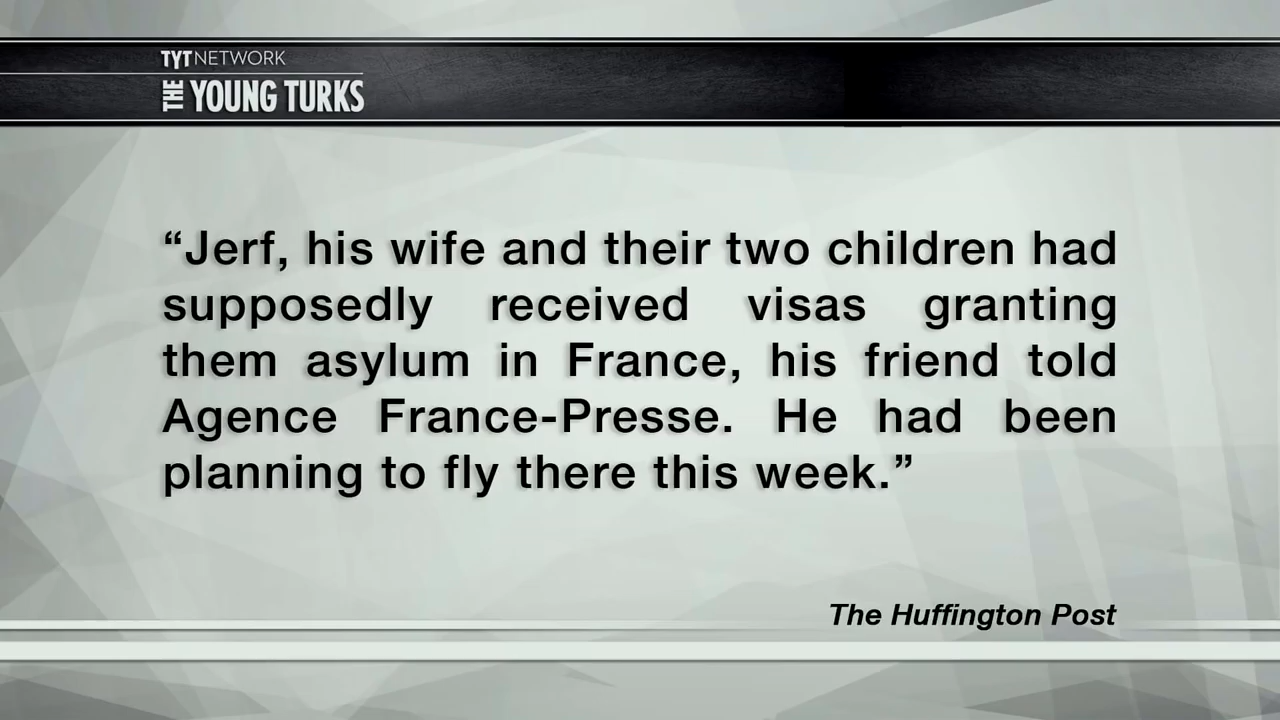 TYT NETWORK
THE YOUNG TURKS
“Jerf, his wife and their two children had
supposedly received visas granting
them asylum in France, his friend told
Agence France-Presse. He had been
planning to fly there this week.”
The Huffington Post